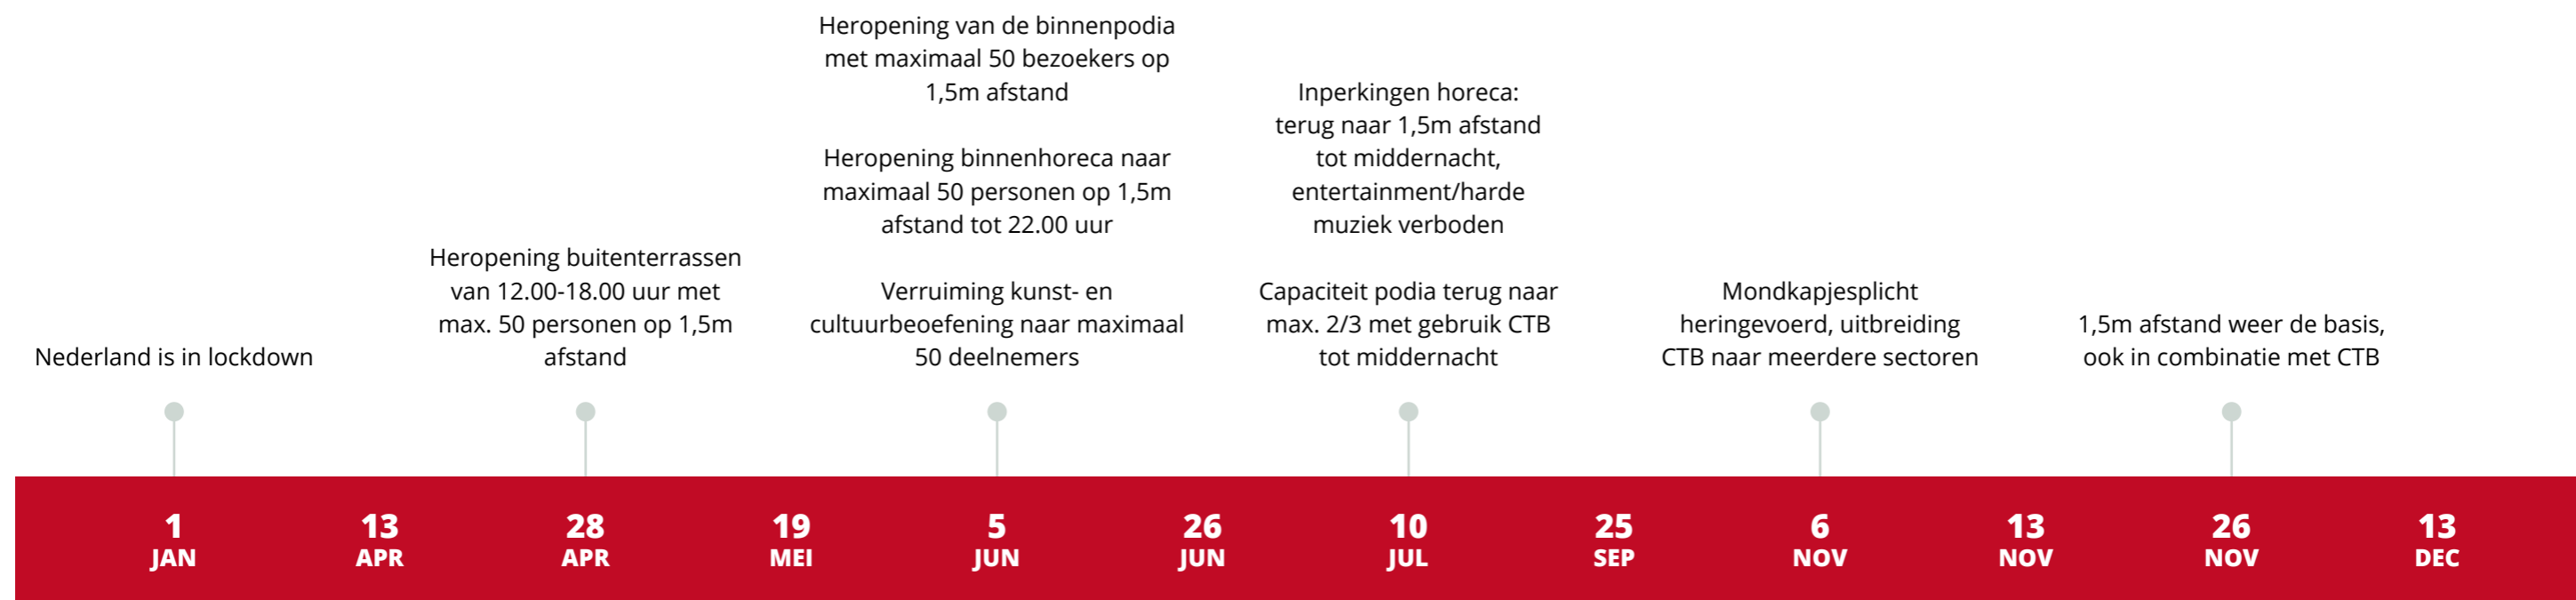 Nederland is in lockdown
Heropening buitenterrassen
van 12.00-18.00 uur met
max. 50 personen op 1,5m
afstand
Heropening van de binnenpodia
met maximaal 50 bezoekers op
1,5m afstand
Heropening binnenhoreca naar
maximaal 50 personen op 1,5m
afstand tot 22.00 uur
Verruiming kunst- en
cultuurbeoefening naar maximaal
50 deelnemers
Inperkingen horeca:
terug naar 1,5m afstand
tot middernacht,
entertainment/harde
muziek verboden
Capaciteit podia terug naar
max. 2/3 met gebruik CTB
tot middernacht
Mondkapjesplicht
heringevoerd, uitbreiding
CTB naar meerdere sectoren
1,5m afstand weer de basis,
ook in combinatie met CTB
1
JAN
13
APR
28
APR
19
MEI
5
JUN
26
JUN
10
JUL
25
SEP
6
NOV
13
NOV
26
NOV
13
DEC